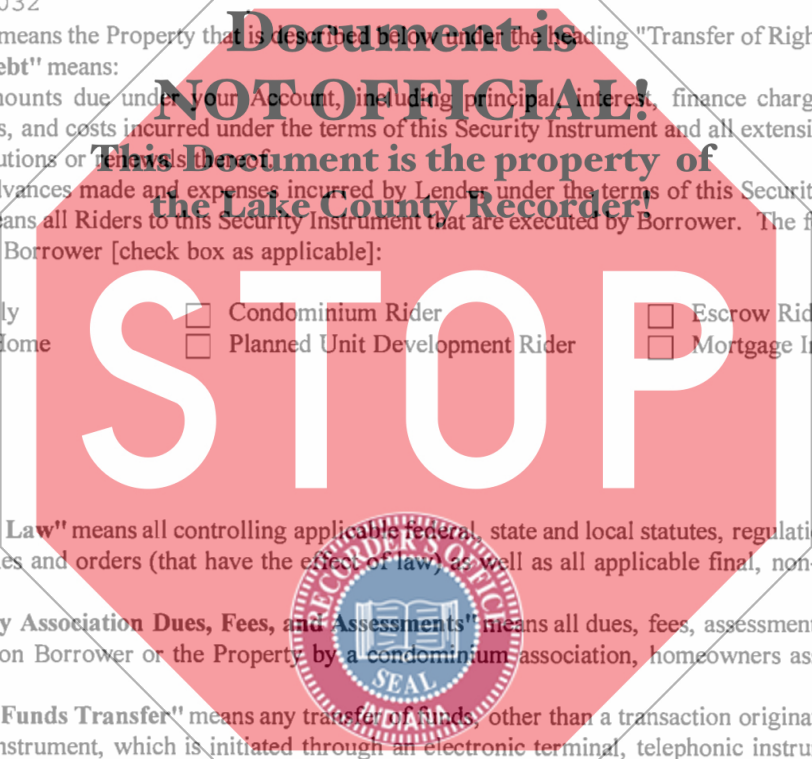 032
Document is
means the Property that is described below under the heading "Transfer of Righ
ebt" means:
NOT OFFICIAL!
nounts due under your Account, including principal, interest, finance charg
s, and costs incurred under the terms of this Security Instrument and all extensi
utions or renewals thereof.
This Document is the property of
dvances made and expenses incurred by Lender under the terms of this Securit
the Lake County Recorder!
eans all Riders to this Security Instrument that are executed by Borrower. The f
Borrower [check box as applicable]:
ly ☐ Condominium Rider ☐ Escrow Rid
Home ☐ Planned Unit Development Rider ☐ Mortgage In
STOP
Law" means all controlling applicable federal, state and local statutes, regulati
es and orders (that have the effect of law) as well as all applicable final, non-
RECORDER'S OFFICE
SEAL
INDIANA
y Association Dues, Fees, and Assessments" means all dues, fees, assessment
on Borrower or the Property by a condominium association, homeowners as
Funds Transfer" means any transfer of funds, other than a transaction origina
nstrument, which is initiated through an electronic terminal, telephonic instru